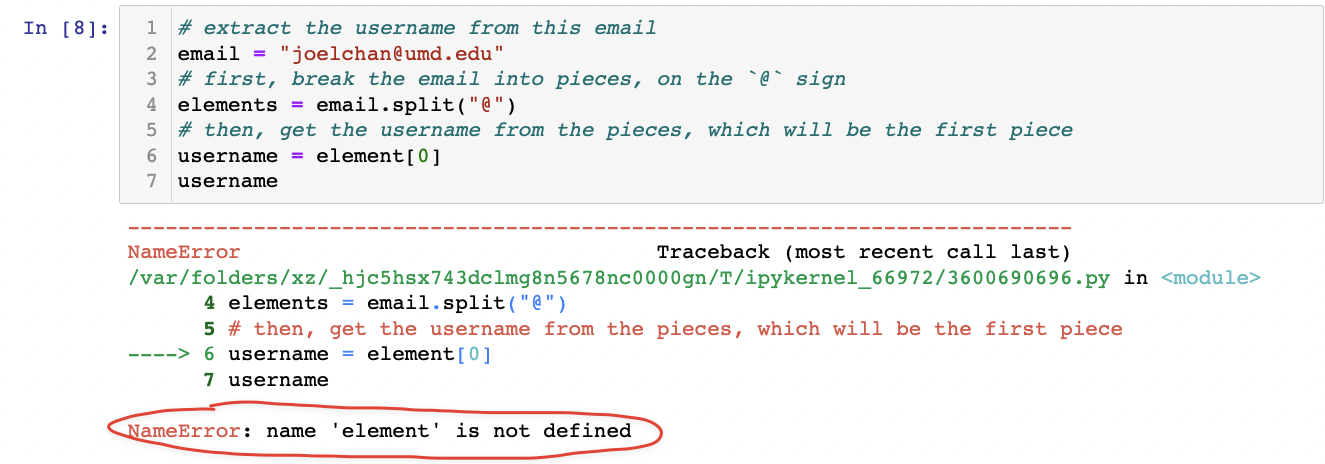 In [8]:
1 # extract the username from this email
2 email = "joelchan@umd.edu"
3 # first, break the email into pieces, on the `@` sign
4 elements = email.split("@")
5 # then, get the username from the pieces, which will be the first piece
6 username = element[0]
7 username
---------------------------------------------------------------------------
NameError Traceback (most recent call last)
/var/folders/xz/_hjc5hsx743dclmg8n5678nc0000gn/T/ipykernel_66972/3600690696.py in <module>
4 elements = email.split("@")
5 # then, get the username from the pieces, which will be the first piece
----> 6 username = element[0]
7 username
NameError: name 'element' is not defined